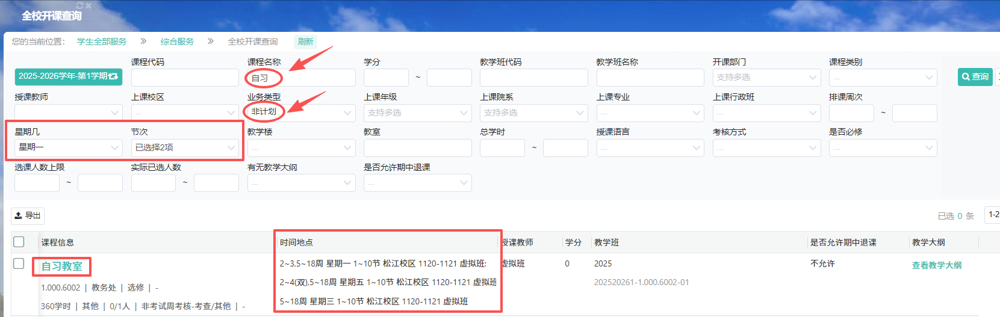 全校开课查询
您的当前位置： 学生全部服务 » 综合服务 » 全校开课查询 刷新
课程代码 课程名称 学分 教学班代码 教学班名称 开课部门 课程类别
2025-2026学年-第1学期 自习 ~ 支持多选 ... 查询
授课教师 上课校区 业务类型 上课年级 上课院系 上课专业 上课行政班 排课周次
... 非计划 支持多选 支持多选 ... ... ~
星期几 节次 教学楼 教室 总学时 授课语言 考核方式 是否必修
星期一 已选择2项 ... ~ ... ... ...
选课人数上限 实际已选人数 有无教学大纲 是否允许期中退课
~ ~ ... ...
导出 已选 0 条 1-2
课程信息 时间地点 授课教师 学分 教学班 是否允许期中退课 教学大纲
自习教室 2~3,5~18周 星期一 1~10节 松江校区 1120-1121 虚拟班; 虚拟班 0 2025 不允许 查看教学大纲
2~4(双),5~18周 星期五 1~10节 松江校区 1120-1121 虚拟班 202520261-1.000.6002-01
1.000.6002 | 教务处 | 选修 | -
5~18周 星期三 1~10节 松江校区 1120-1121 虚拟班
360学时 | 其他 | 0/1人 | 非考试周考核-考查/其他 | -